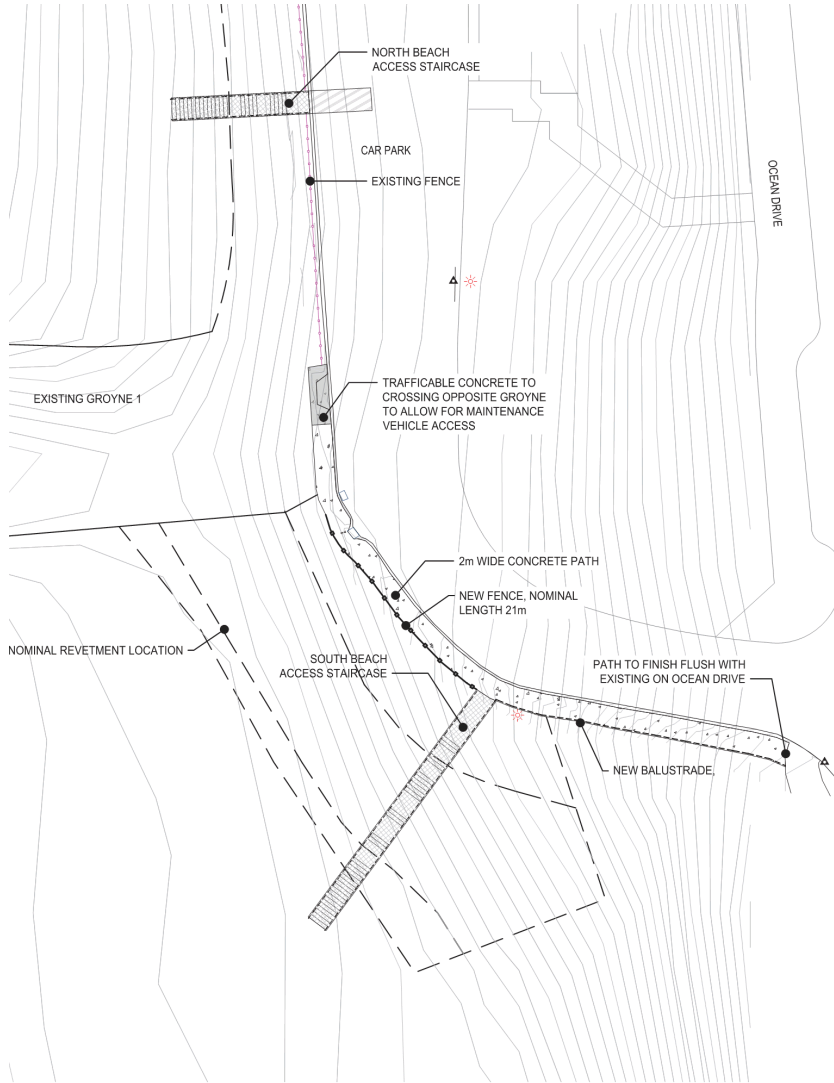 NORTH BEACH
ACCESS STAIRCASE
CAR PARK
EXISTING FENCE
OCEAN DRIVE
TRAFFICABLE CONCRETE TO
CROSSING OPPOSITE GROYNE
TO ALLOW FOR MAINTENANCE
VEHICLE ACCESS
EXISTING GROYNE 1
2m WIDE CONCRETE PATH
NEW FENCE, NOMINAL
LENGTH 21m
NOMINAL REVETMENT LOCATION
SOUTH BEACH
ACCESS STAIRCASE
PATH TO FINISH FLUSH WITH
EXISTING ON OCEAN DRIVE
NEW BALUSTRADE,